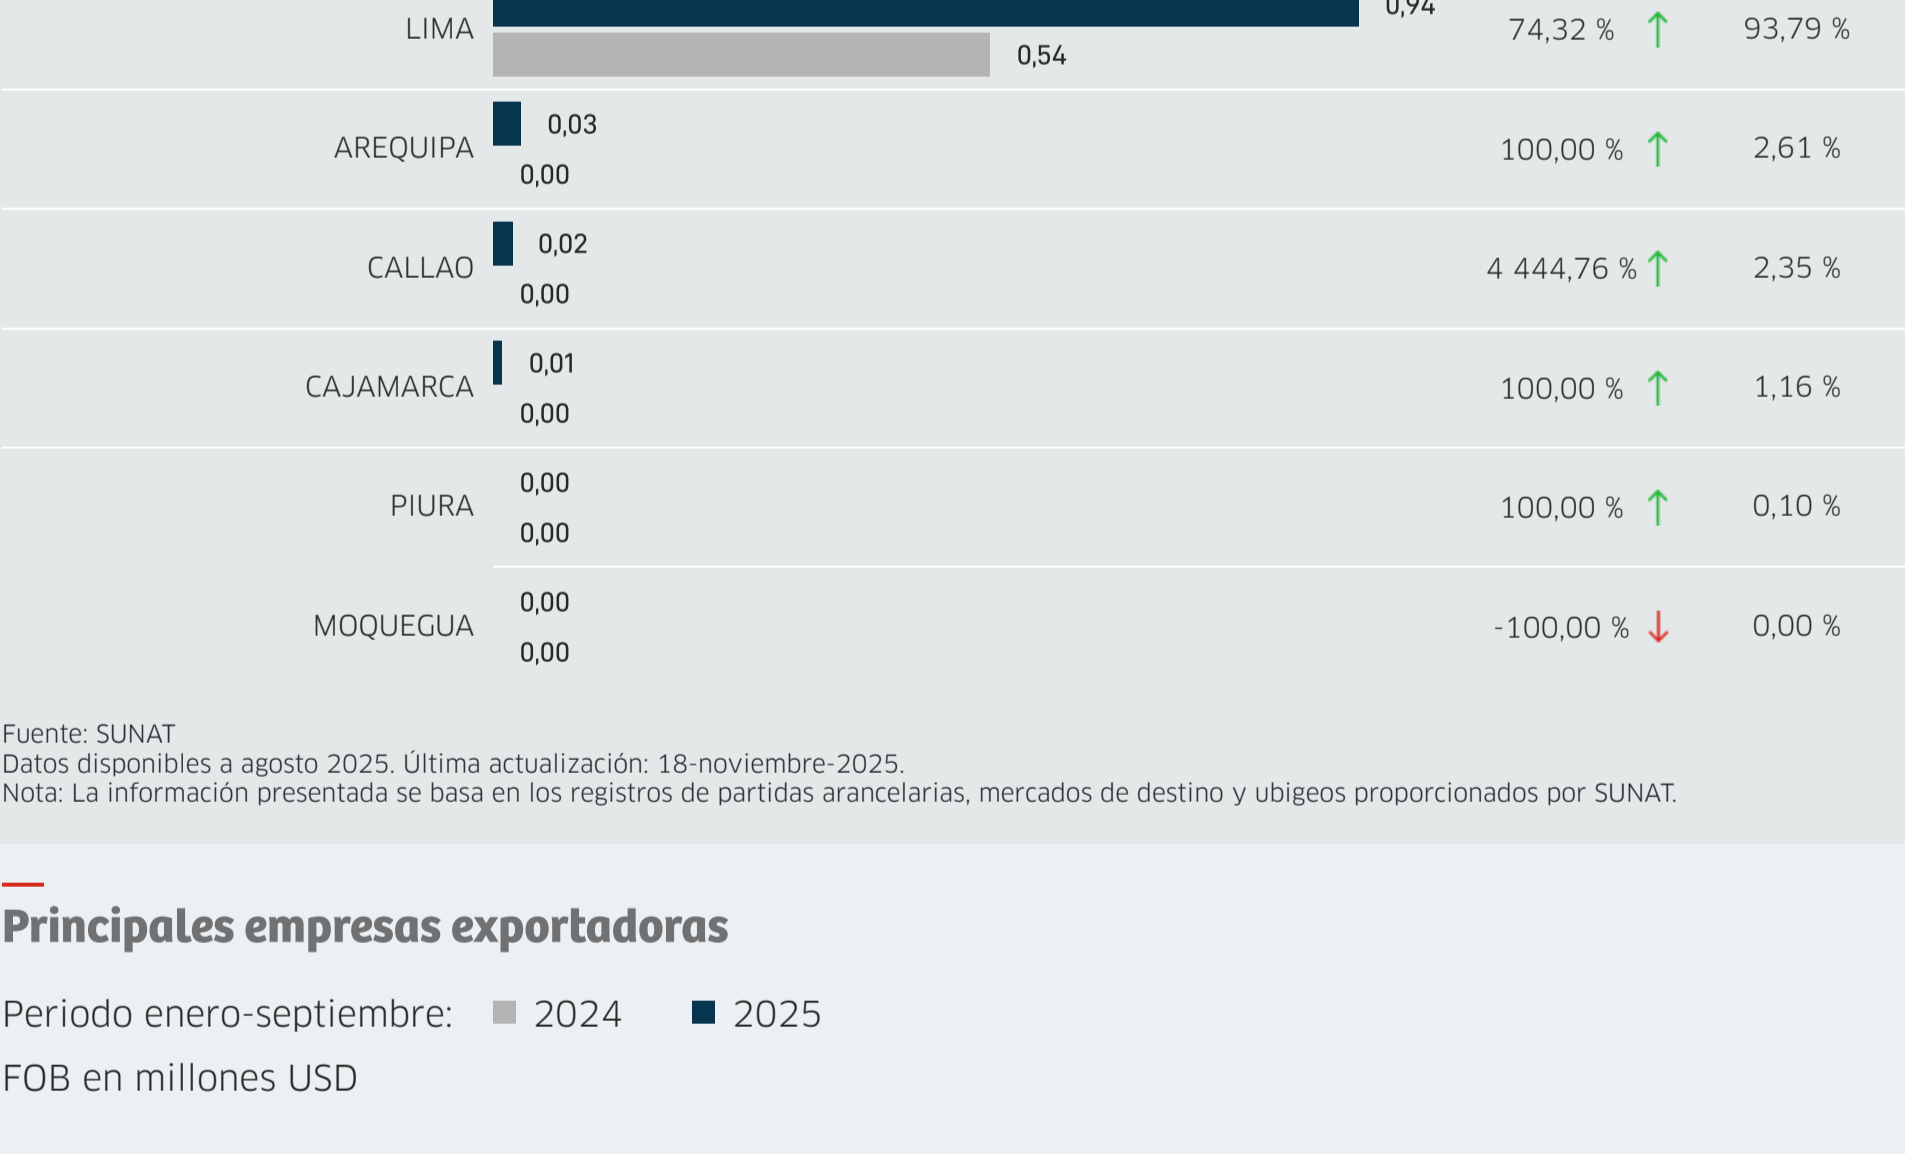 0,94
LIMA 74,32 % ↑ 93,79 %
0,54
0,03
AREQUIPA 100,00 % ↑ 2,61 %
0,00
0,02
CALLAO 4 444,76 % ↑ 2,35 %
0,00
0,01
CAJAMARCA 100,00 % ↑ 1,16 %
0,00
0,00
PIURA 100,00 % ↑ 0,10 %
0,00
0,00
MOQUEGUA -100,00 % ↓ 0,00 %
0,00
Fuente: SUNAT
Datos disponibles a agosto 2025. Última actualización: 18-noviembre-2025.
Nota: La información presentada se basa en los registros de partidas arancelarias, mercados de destino y ubigeos proporcionados por SUNAT.
Principales empresas exportadoras
Periodo enero-septiembre: 2024 2025
FOB en millones USD